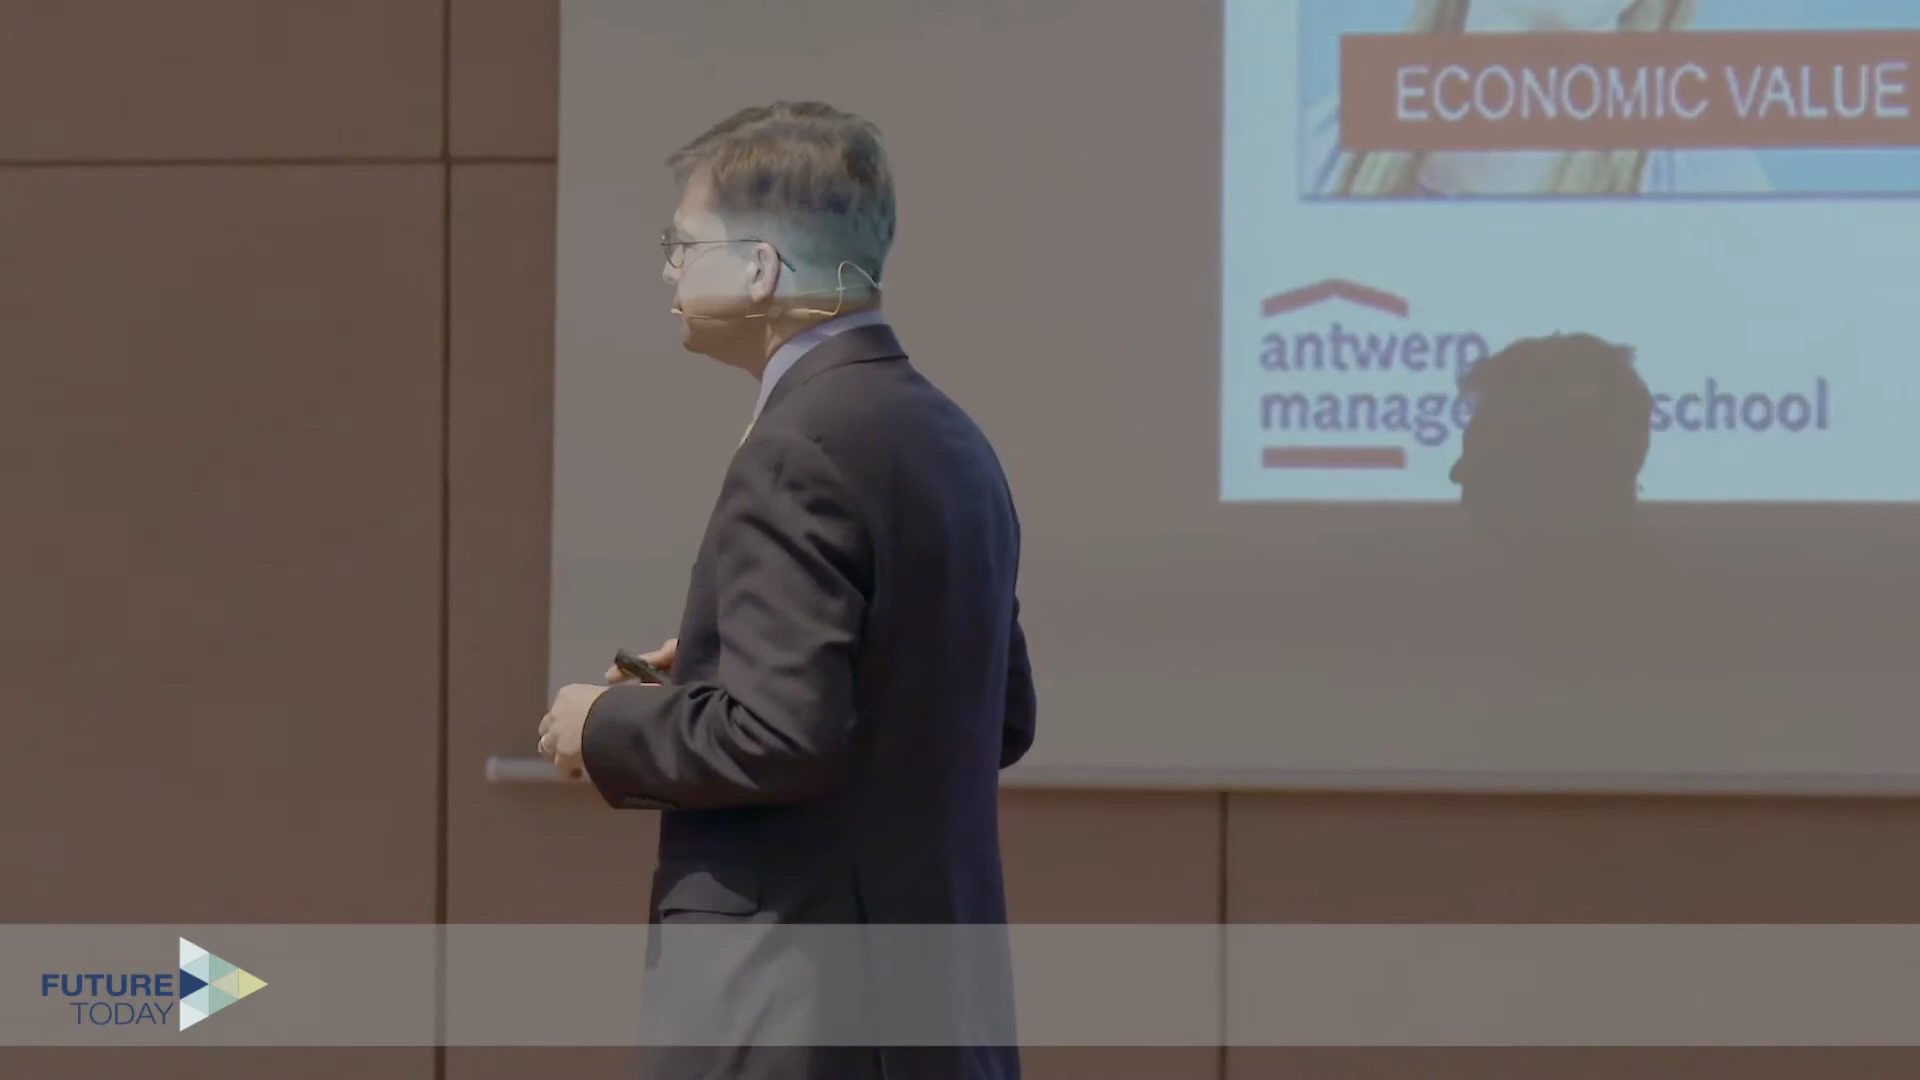 ECONOMIC VALUE
antwerp
manage school
FUTURE
TODAY